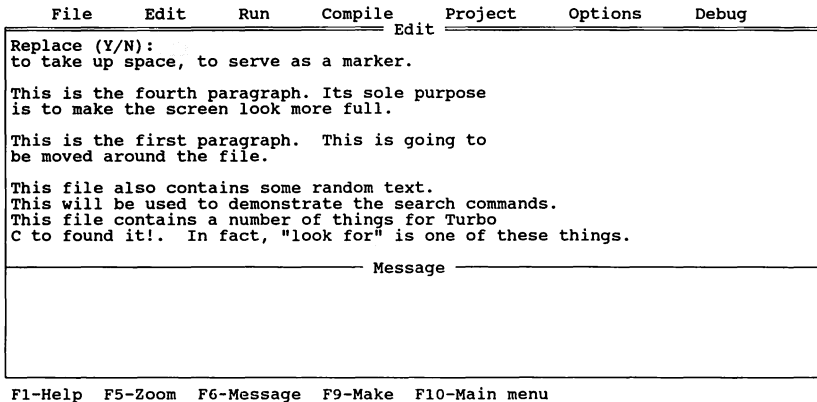 File Edit Run Compile Project Options Debug
Edit
Replace (Y/N):
to take up space, to serve as a marker.
This is the fourth paragraph. Its sole purpose
is to make the screen look more full.
This is the first paragraph.  This is going to
be moved around the file.
This file also contains some random text.
This will be used to demonstrate the search commands.
This file contains a number of things for Turbo
C to found it!.  In fact, "look for" is one of these things.
Message
F1-Help F5-Zoom F6-Message F9-Make F10-Main menu